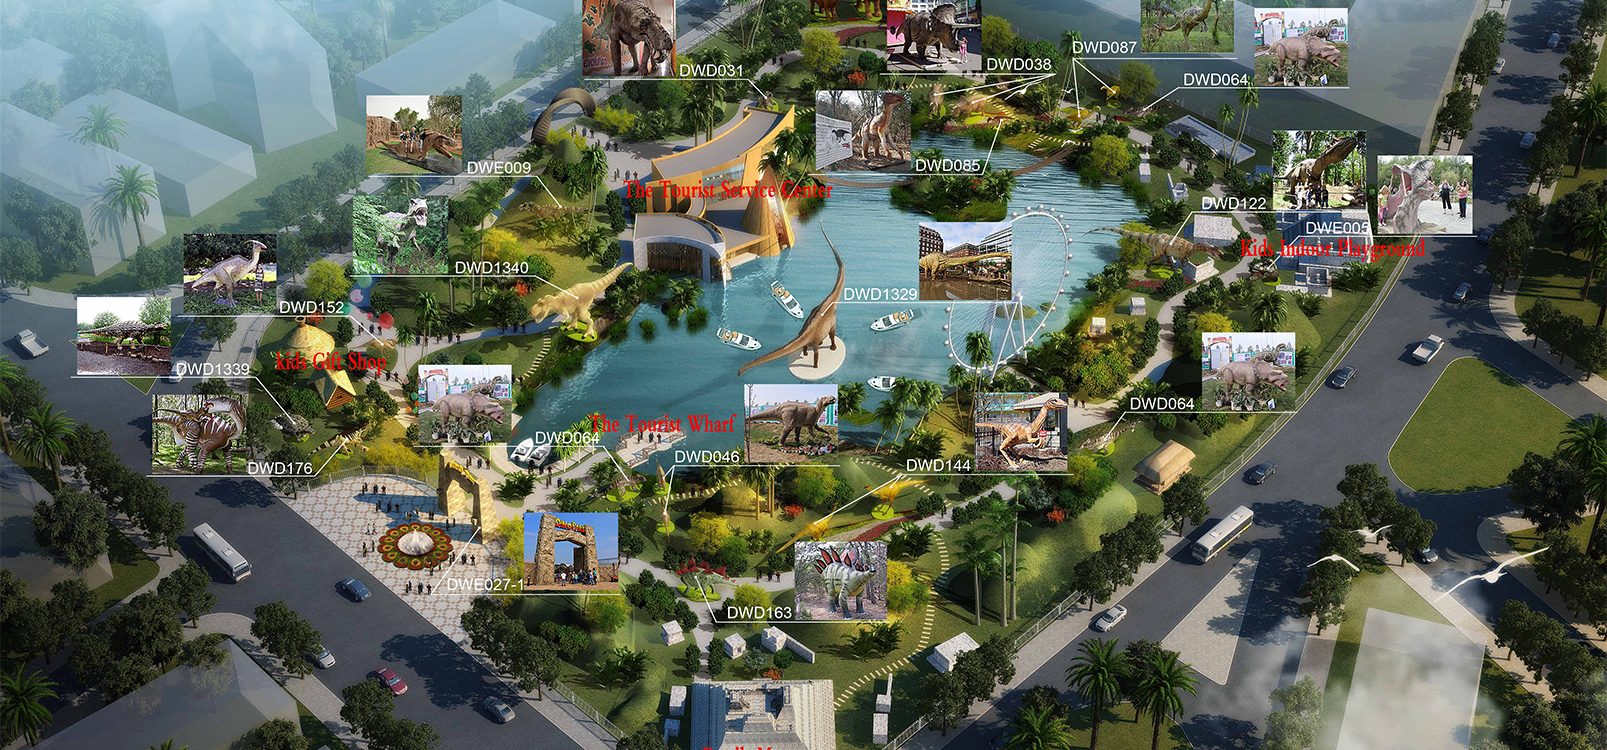 DWD087
DWD038
DWD031
DWD064
DWE009
DWD085
The Tourist Service Center
DWD122
DWE005
Kids Indoor Playground
DWD1340
DWD1329
DWD152
kids Gift Shop
DWD1339
DWD064
The Tourist Wharf
DWD064
DWD046
DWD144
DWD176
DWE027-1
DWD163